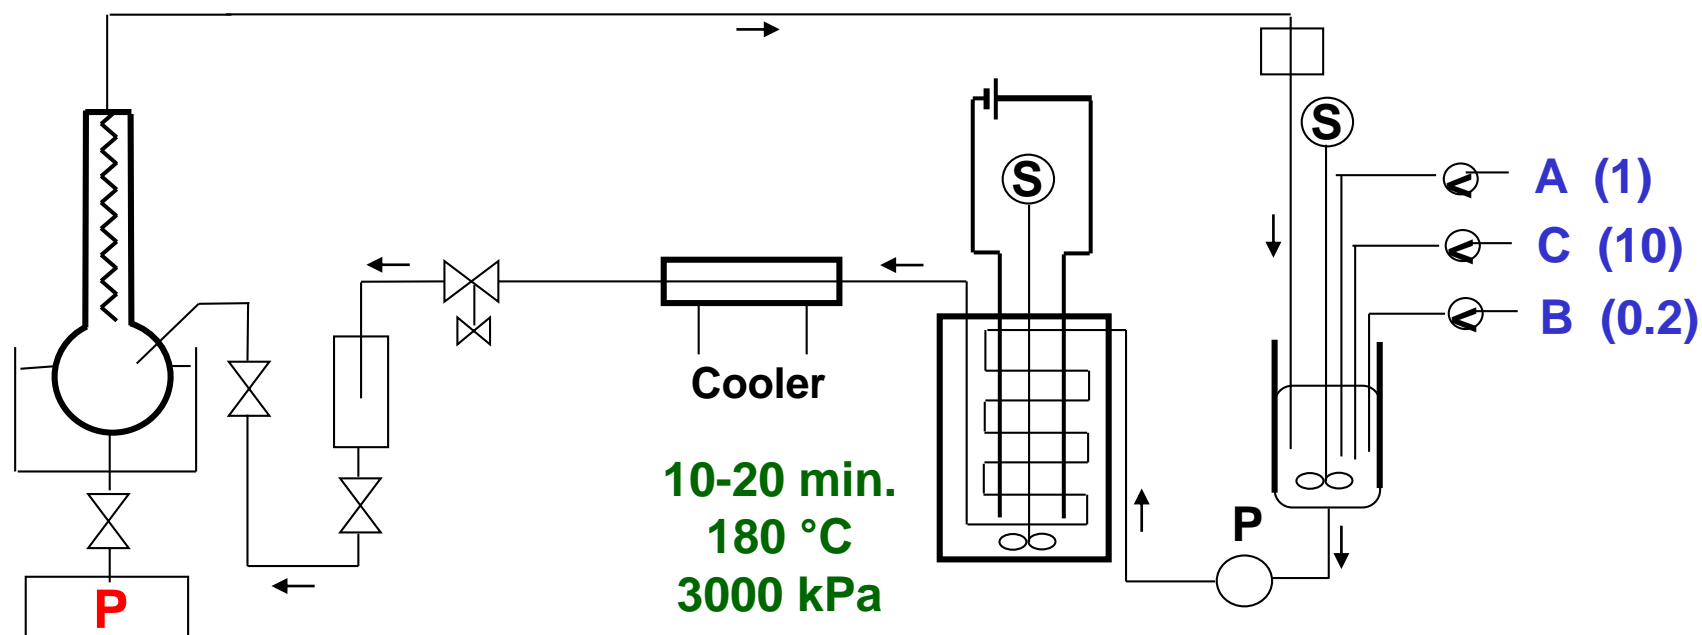 S
A (1)
S
C (10)
B (0.2)
Cooler
10-20 min.
180 °C
3000 kPa
P
P